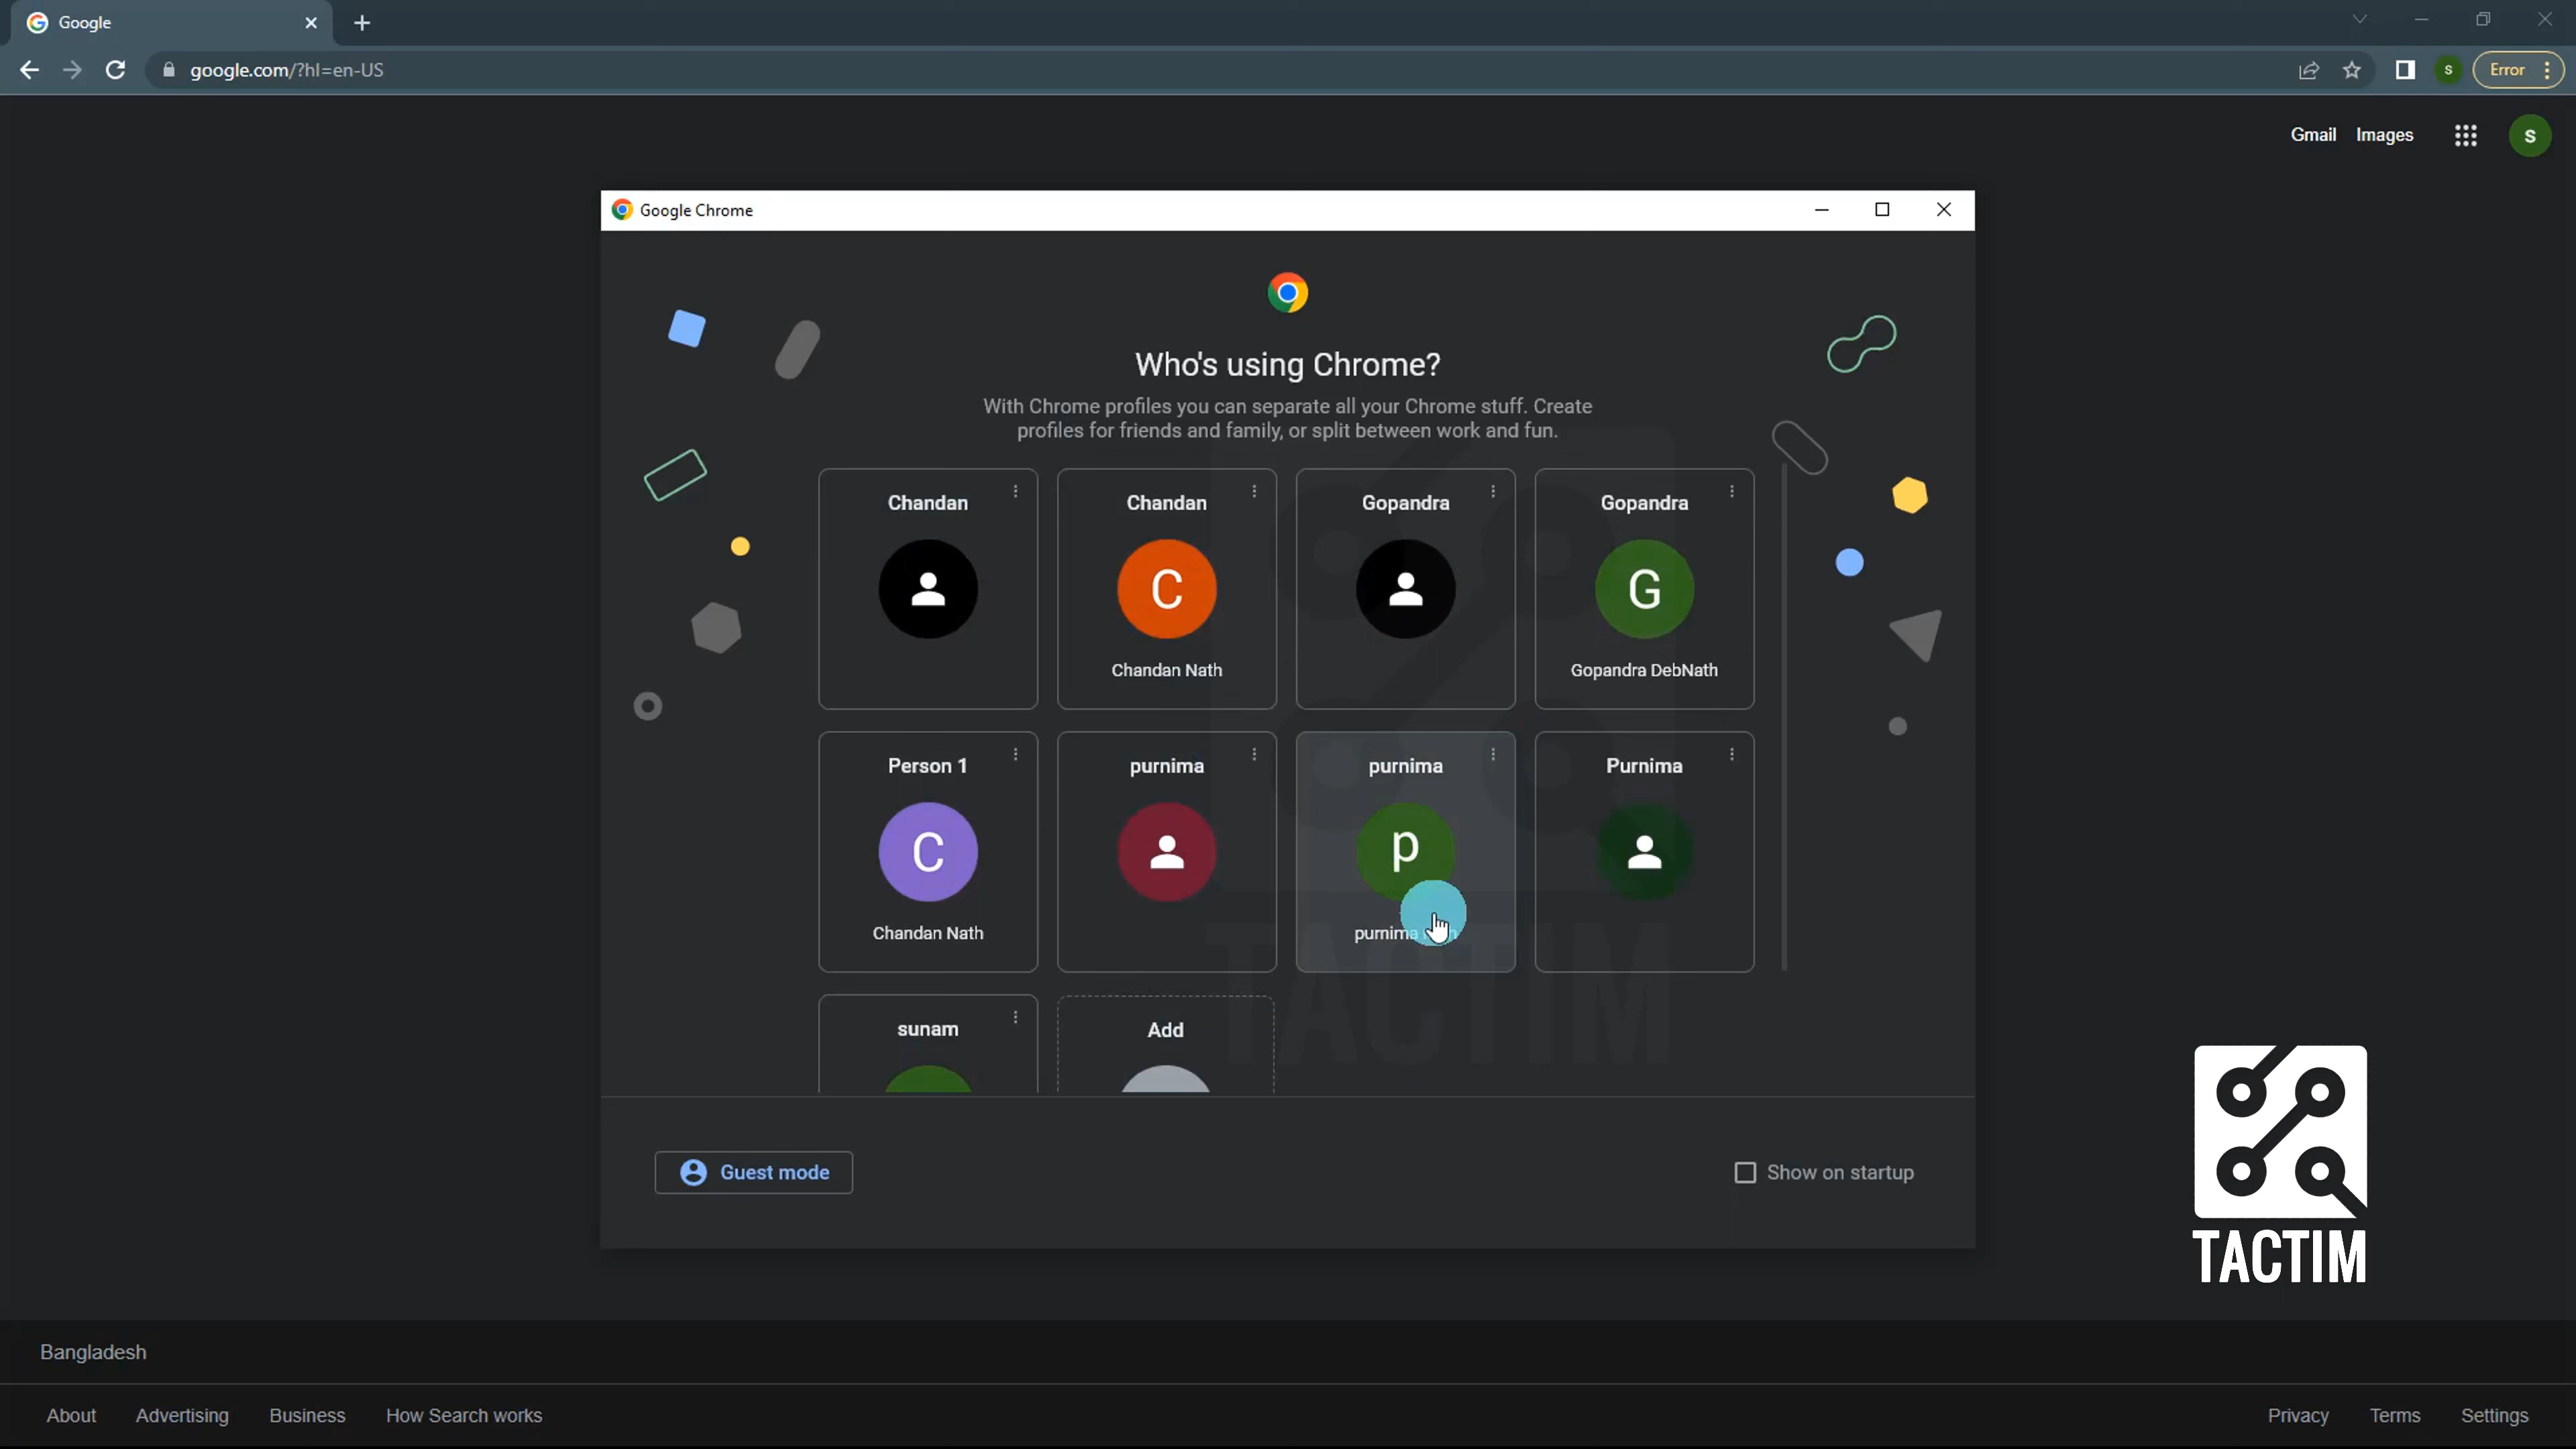 Google
google.com/?hl=en-US
S
Error
Gmail Images
S
Google Chrome
Who's using Chrome?
With Chrome profiles you can separate all your Chrome stuff. Create
profiles for friends and family, or split between work and fun.
Chandan
Chandan
C
Chandan Nath
Gopandra
Gopandra
G
Gopandra DebNath
Person 1
C
Chandan Nath
purnima
purnima
p
purnima
Purnima
sunam
Add
TACTIM
Guest mode
Show on startup
TACTIM
Bangladesh
About Advertising Business How Search works
Privacy Terms Settings